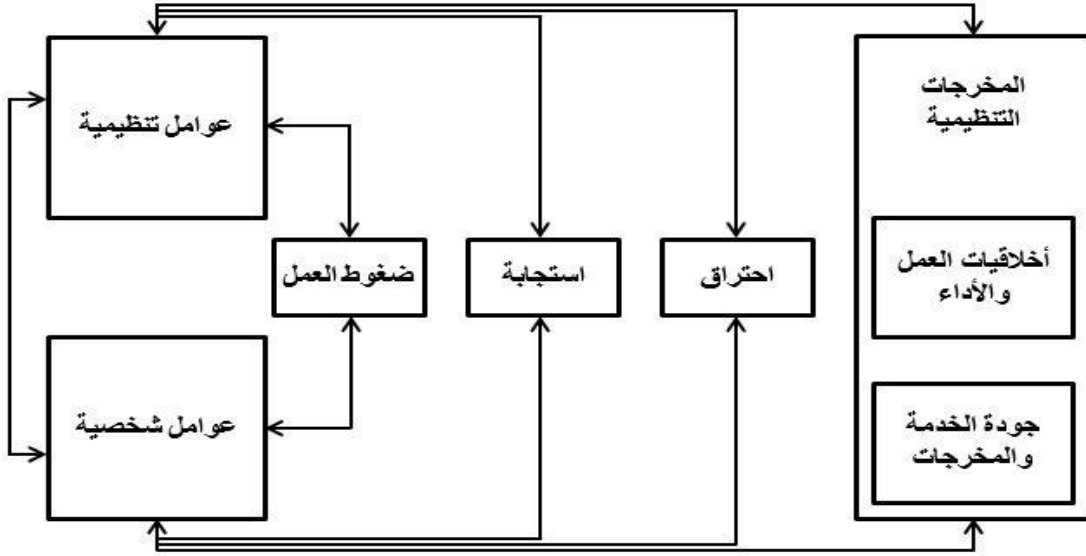 المخرجات
التنظيمية
عوامل تنظيمية
ضغوط العمل
استجابة
احتراق
أخلاقيات العمل
والأداء
عوامل شخصية
جودة الخدمة
والمخرجات